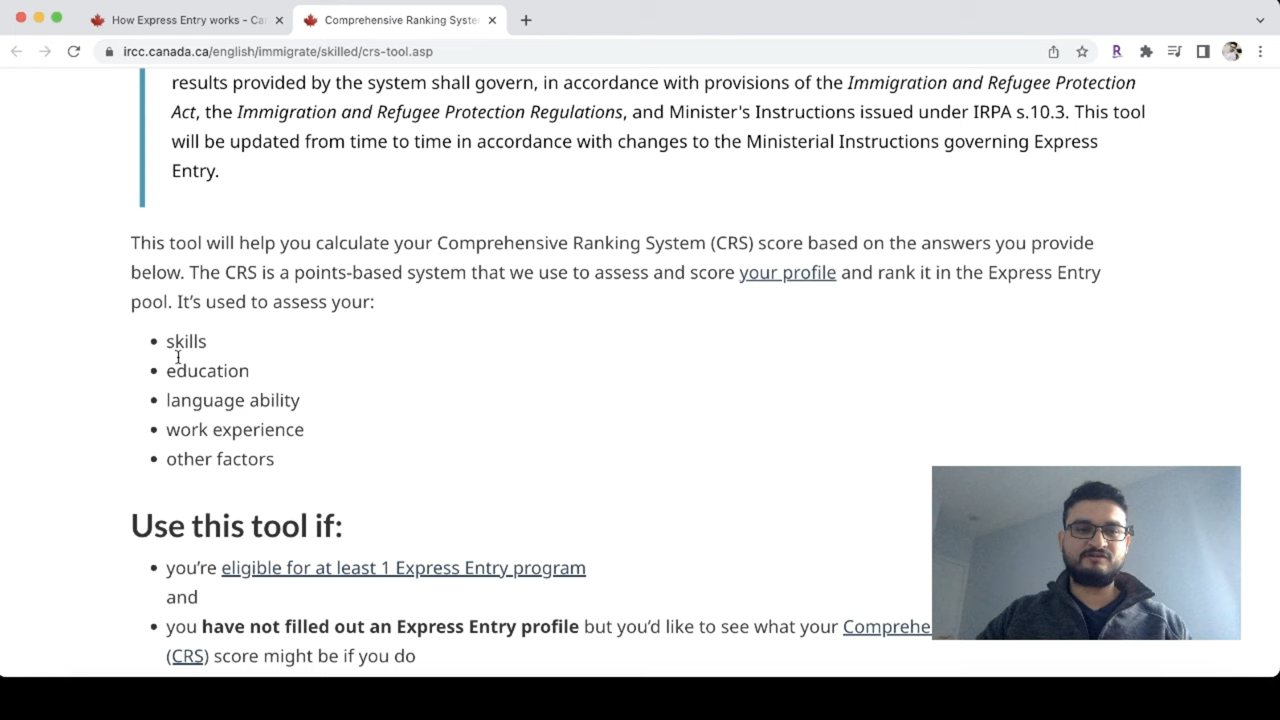 How Express Entry works - Ca
Comprehensive Ranking Syste
ircc.canada.ca/english/immigrate/skilled/crs-tool.asp
results provided by the system shall govern, in accordance with provisions of the Immigration and Refugee Protection
Act, the Immigration and Refugee Protection Regulations, and Minister's Instructions issued under IRPA s.10.3. This tool
will be updated from time to time in accordance with changes to the Ministerial Instructions governing Express
Entry.
This tool will help you calculate your Comprehensive Ranking System (CRS) score based on the answers you provide
below. The CRS is a points-based system that we use to assess and score your profile and rank it in the Express Entry
pool. It’s used to assess your:
• skills
• education
• language ability
• work experience
• other factors
Use this tool if:
• you’re eligible for at least 1 Express Entry program
and
• you have not filled out an Express Entry profile but you’d like to see what your Comprehe
(CRS) score might be if you do